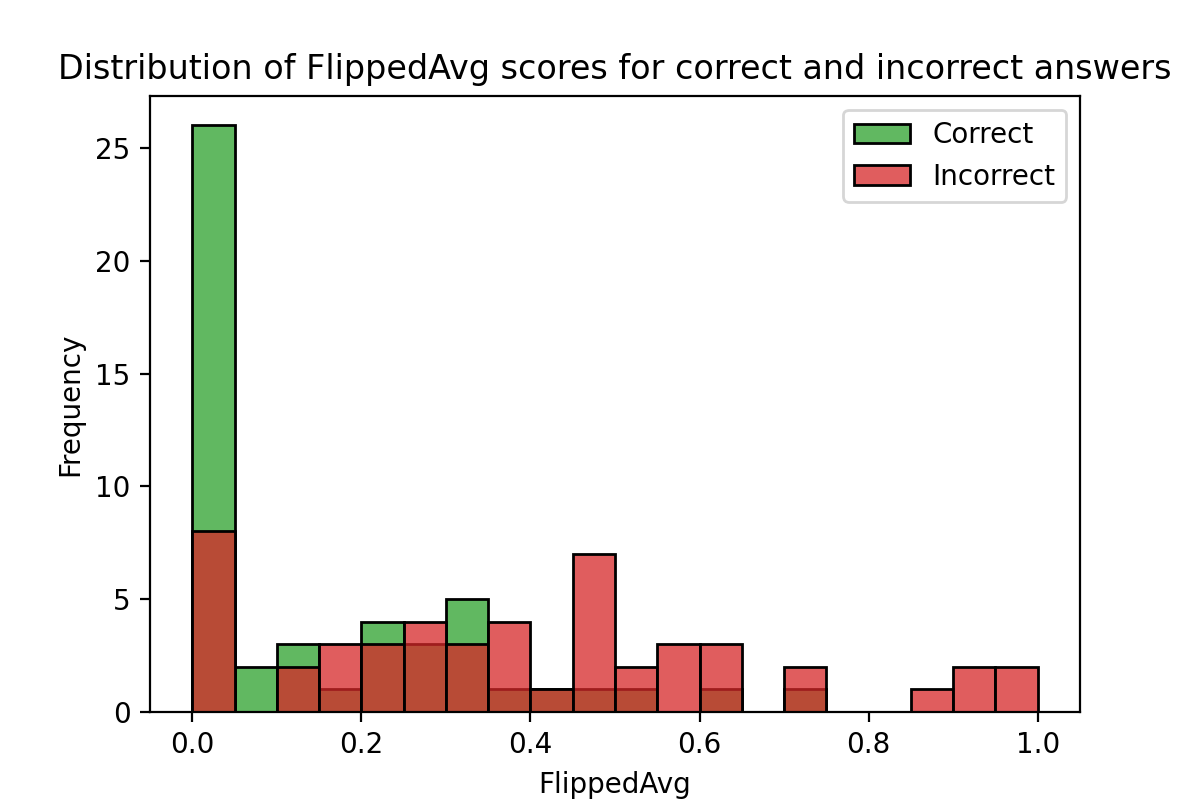 Distribution of FlippedAvg scores for correct and incorrect answers
Correct
Incorrect
Frequency
25
20
15
10
5
0
0.0 0.2 0.4 0.6 0.8 1.0
FlippedAvg